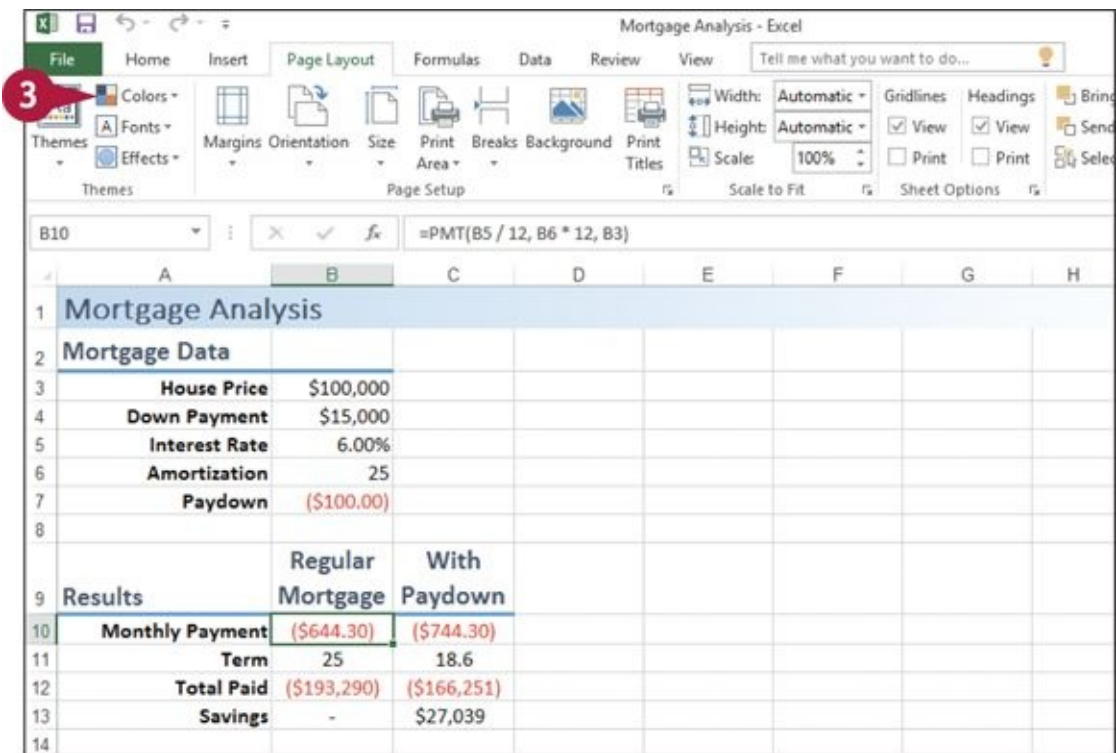 Mortgage Analysis - Excel
File Home Insert Page Layout Formulas Data Review View Tell me what you want to do...
3
Colors Width: Automatic Gridlines Headings
A Fonts Height: Automatic View View
Themes Effects Margins Orientation Size Print Area Breaks Background Print Titles Scale: 100% Print Print
Themes Page Setup Scale to Fit Sheet Options
B10 fx =PMT(B5 / 12, B6 * 12, B3)
A B C D E F G H
1 Mortgage Analysis
2 Mortgage Data
3 House Price $100,000
4 Down Payment $15,000
5 Interest Rate 6.00%
6 Amortization 25
7 Paydown ($100.00)
8
Regular With
9 Results Mortgage Paydown
10 Monthly Payment ($644.30) ($744.30)
11 Term 25 18.6
12 Total Paid ($193,290) ($166,251)
13 Savings - $27,039
14